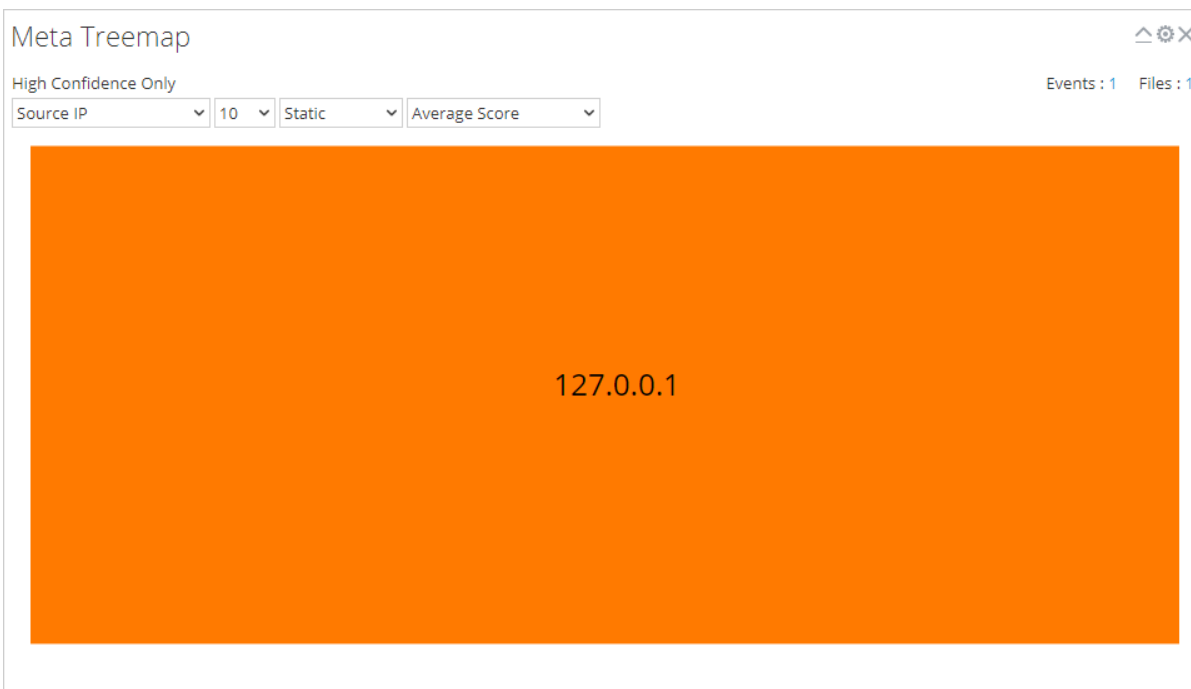 Meta Treemap
High Confidence Only
Events : 1 Files : 1
Source IP 10 Static Average Score
127.0.0.1